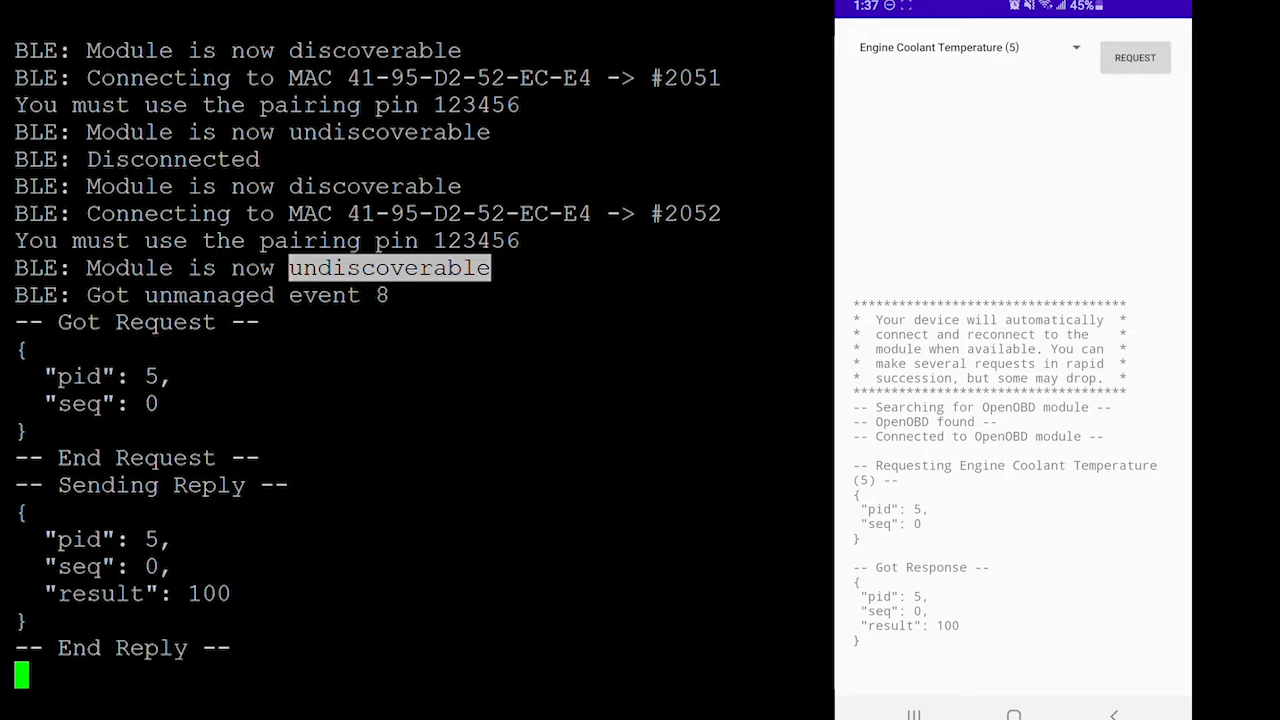 BLE: Module is now discoverable
BLE: Connecting to MAC 41-95-D2-52-EC-E4 -> #2051
You must use the pairing pin 123456
BLE: Module is now undiscoverable
BLE: Disconnected
BLE: Module is now discoverable
BLE: Connecting to MAC 41-95-D2-52-EC-E4 -> #2052
You must use the pairing pin 123456
BLE: Module is now undiscoverable
BLE: Got unmanaged event 8
-- Got Request --
{
"pid": 5,
"seq": 0
}
-- End Request --
-- Sending Reply --
{
"pid": 5,
"seq": 0,
"result": 100
}
-- End Reply --
1:37
45%
Engine Coolant Temperature (5)
REQUEST
************************************
* Your device will automatically *
* connect and reconnect to the *
* module when available. You can *
* make several requests in rapid *
* succession, but some may drop. *
************************************
-- Searching for OpenOBD module --
-- OpenOBD found --
-- Connected to OpenOBD module --
-- Requesting Engine Coolant Temperature
(5) --
{
"pid": 5,
"seq": 0
}
-- Got Response --
{
"pid": 5,
"seq": 0,
"result": 100
}